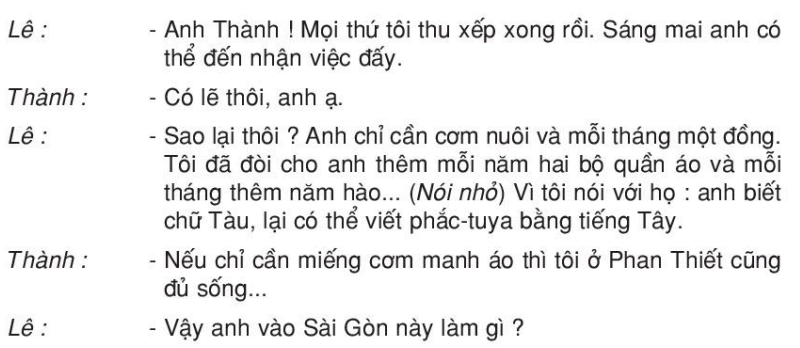 Lê : - Anh Thành ! Mọi thứ tôi thu xếp xong rồi. Sáng mai anh có
thể đến nhận việc đấy.
Thành : - Có lẽ thôi, anh ạ.
Lê : - Sao lại thôi ? Anh chỉ cần cơm nuôi và mỗi tháng một đồng.
Tôi đã đòi cho anh thêm mỗi năm hai bộ quần áo và mỗi
tháng thêm năm hào... (Nói nhỏ) Vì tôi nói với họ : anh biết
chữ Tàu, lại có thể viết phắc-tuya bằng tiếng Tây.
Thành : - Nếu chỉ cần miếng cơm manh áo thì tôi ở Phan Thiết cũng
đủ sống...
Lê : - Vậy anh vào Sài Gòn này làm gì ?